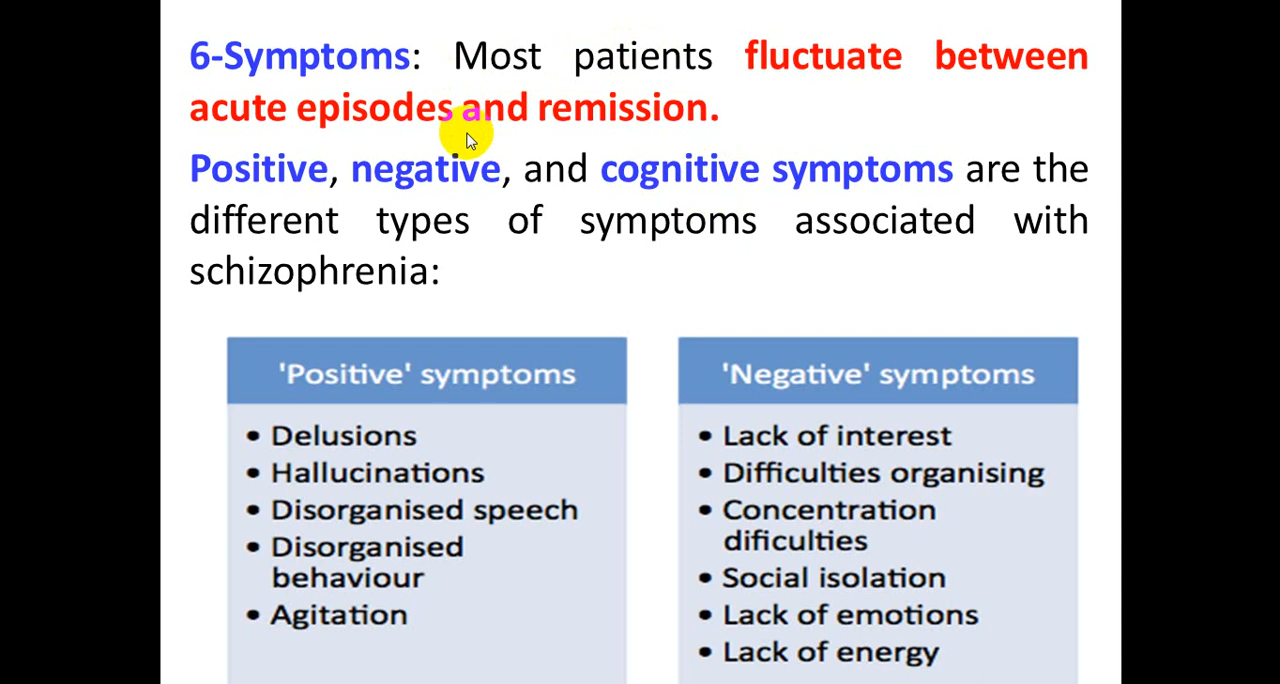 6-Symptoms: Most patients fluctuate between
acute episodes and remission.
Positive, negative, and cognitive symptoms are the
different types of symptoms associated with
schizophrenia:
'Positive' symptoms
• Delusions
• Hallucinations
• Disorganised speech
• Disorganised
behaviour
• Agitation
'Negative' symptoms
• Lack of interest
• Difficulties organising
• Concentration
dificulties
• Social isolation
• Lack of emotions
• Lack of energy